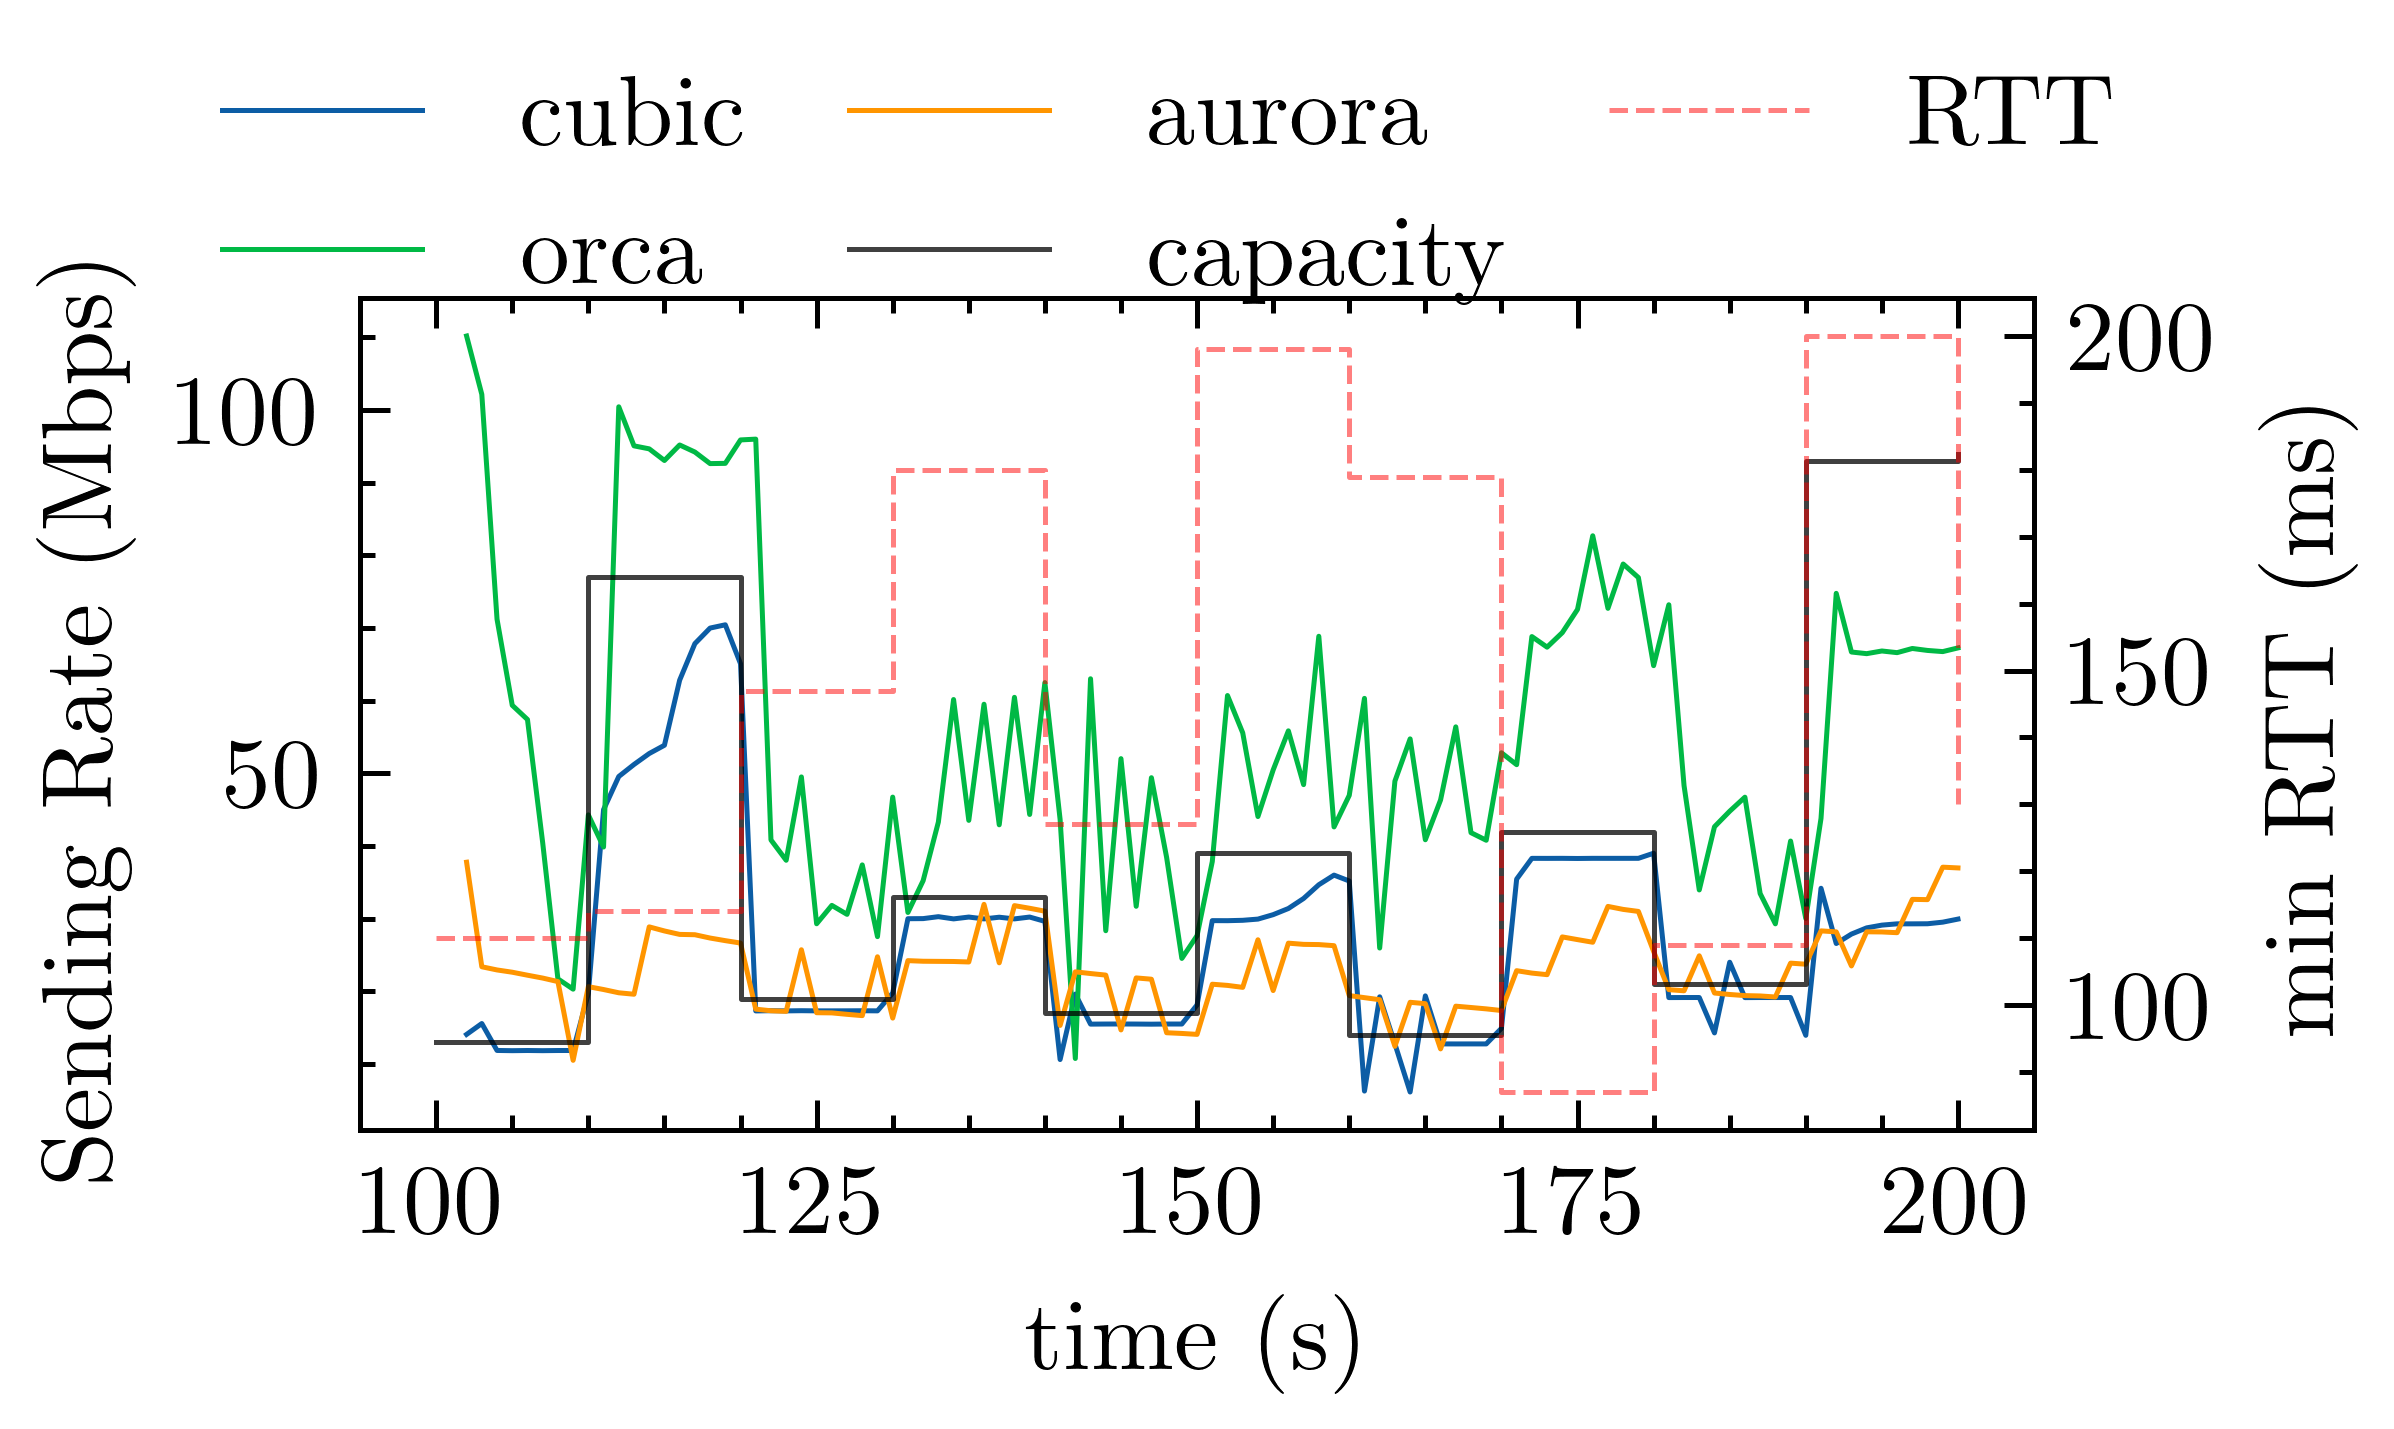 cubic
aurora
RTT
orca
capacity
Sending Rate (Mbps)
100
50
200
150
100
min RTT (ms)
100
125
150
175
200
time (s)